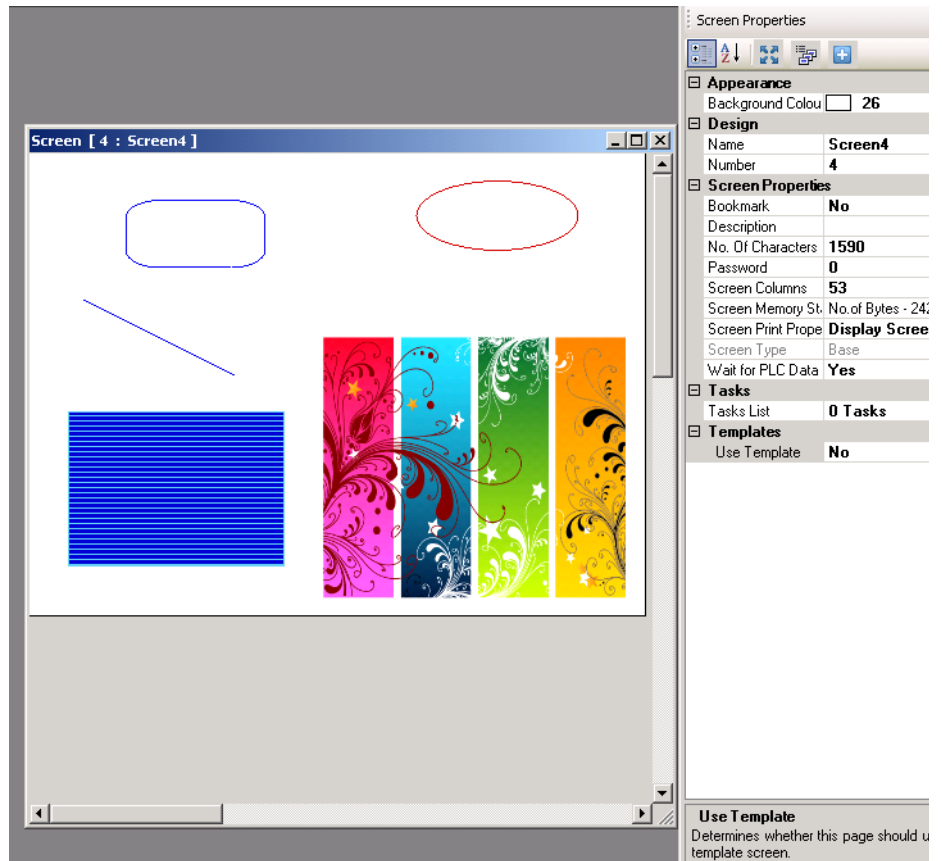 Screen Properties
Screen [ 4 : Screen4 ]
Appearance
Background Colou 26
Design
Name Screen4
Number 4
Screen Properties
Bookmark No
Description
No. Of Characters 1590
Password 0
Screen Columns 53
Screen Memory St. No.of Bytes - 242
Screen Print Prope Display Scree
Screen Type Base
Wait for PLC Data Yes
Tasks
Tasks List 0 Tasks
Templates
Use Template No
Use Template
Determines whether this page should u
template screen.